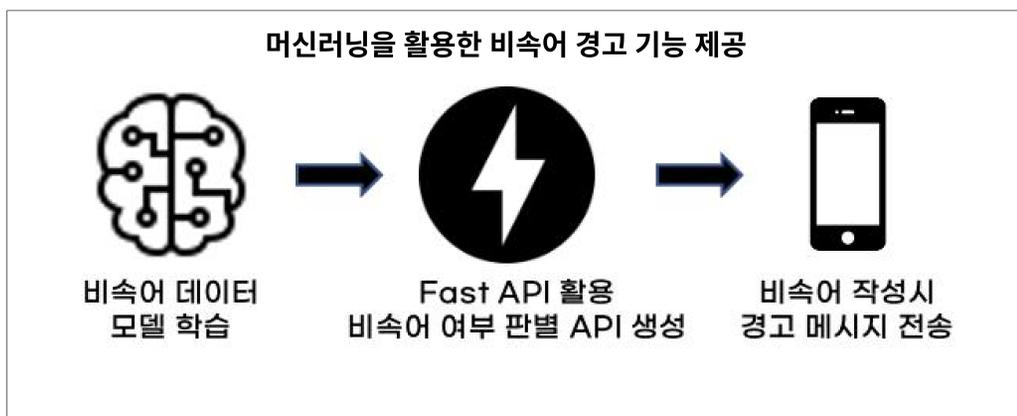 머신러닝을 활용한 비속어 경고 기능 제공
비속어 데이터
모델 학습
Fast API 활용
비속어 여부 판별 API 생성
비속어 작성시
경고 메시지 전송